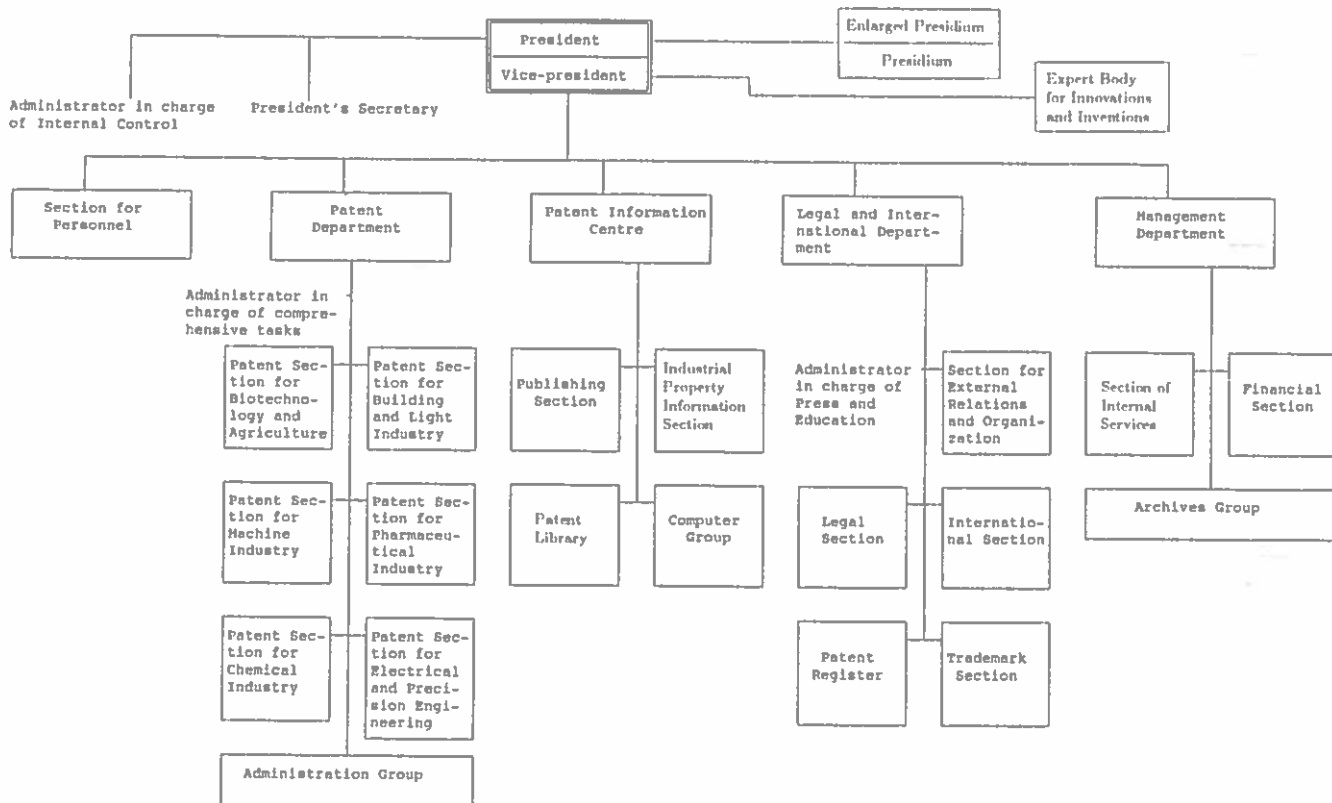 President
Vice-president
Enlarged Presidium
Presidium
Expert Body
for Innovations
and Inventions
Administrator in charge
of Internal Control
President's Secretary
Section for
Personnel
Patent
Department
Patent Information
Centre
Legal and Inter-
national Depart-
ment
Management
Department
Administrator in
charge of compre-
hensive tasks
Patent Sec-
tion for
Biotechno-
logy and
Agriculture
Patent Sec-
tion for
Building
and Light
Industry
Publishing
Section
Industrial
Property
Information
Section
Administrator
in charge of
Press and
Education
Section for
External
Relations
and Organi-
zation
Section of
Internal
Services
Financial
Section
Patent Sec-
tion for
Machine
Industry
Patent Sec-
tion for
Pharmaceu-
tical
Industry
Patent
Library
Computer
Group
Legal
Section
Internatio-
nal Section
Archives Group
Patent Sec-
tion for
Chemical
Industry
Patent Sec-
tion for
Electrical
and Preci-
sion Engi-
neering
Patent
Register
Trademark
Section
Administration Group